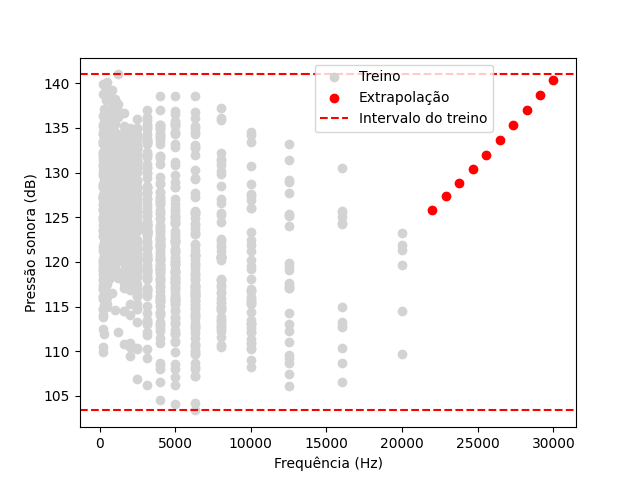 Treino
Extrapolação
Intervalo do treino
140
135
130
125
120
115
110
105
Pressão sonora (dB)
0 5000 10000 15000 20000 25000 30000
Frequência (Hz)